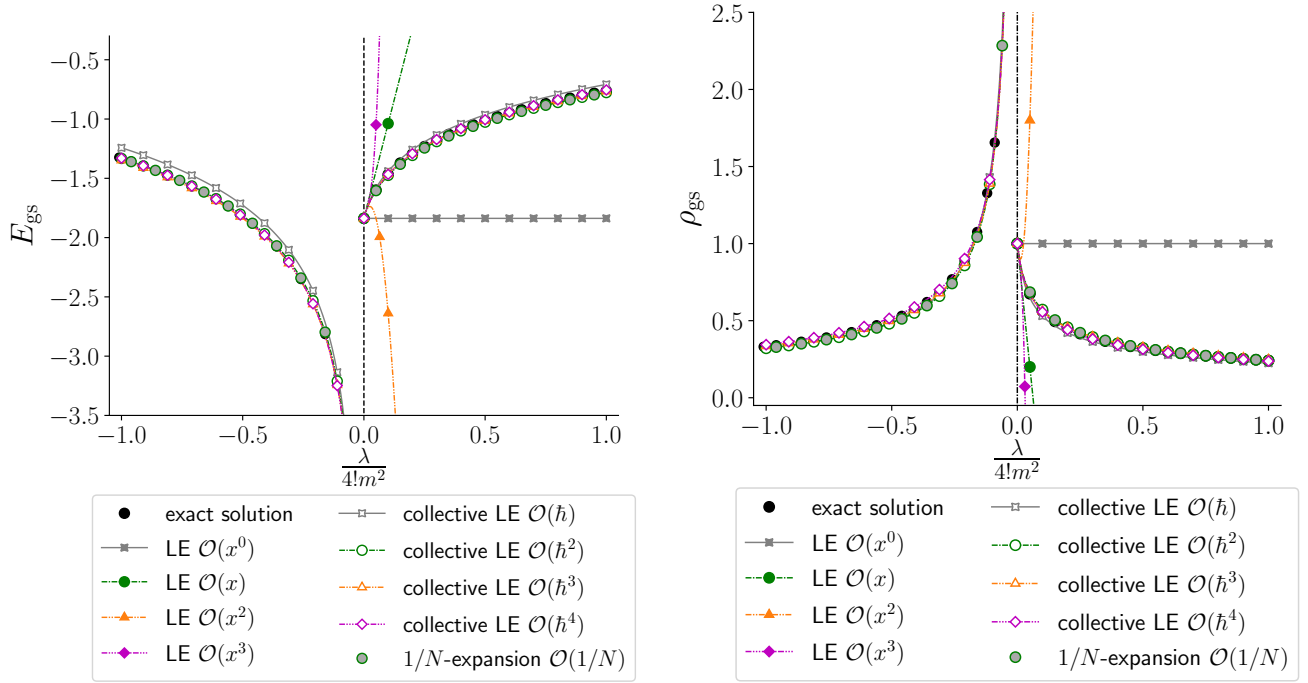 E_gs
−0.5
−1.0
−1.5
−2.0
−2.5
−3.0
−3.5
−1.0 −0.5 0.0 0.5 1.0
λ
4!m²
exact solution
LE O(x⁰)
LE O(x)
LE O(x²)
LE O(x³)
collective LE O(ħ)
collective LE O(ħ²)
collective LE O(ħ³)
collective LE O(ħ⁴)
1/N-expansion O(1/N)
ρ_gs
2.5
2.0
1.5
1.0
0.5
0.0
−1.0 −0.5 0.0 0.5 1.0
λ
4!m²
exact solution
LE O(x⁰)
LE O(x)
LE O(x²)
LE O(x³)
collective LE O(ħ)
collective LE O(ħ²)
collective LE O(ħ³)
collective LE O(ħ⁴)
1/N-expansion O(1/N)